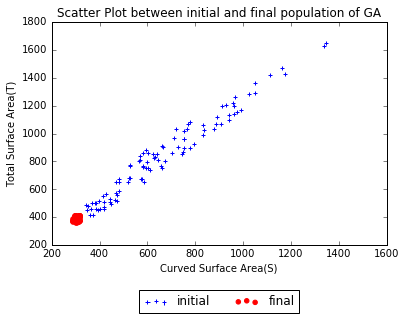 Scatter Plot between initial and final population of GA
1800
1600
1400
1200
1000
800
600
400
200
Total Surface Area(T)
200 400 600 800 1000 1200 1400 1600
Curved Surface Area(S)
initial final